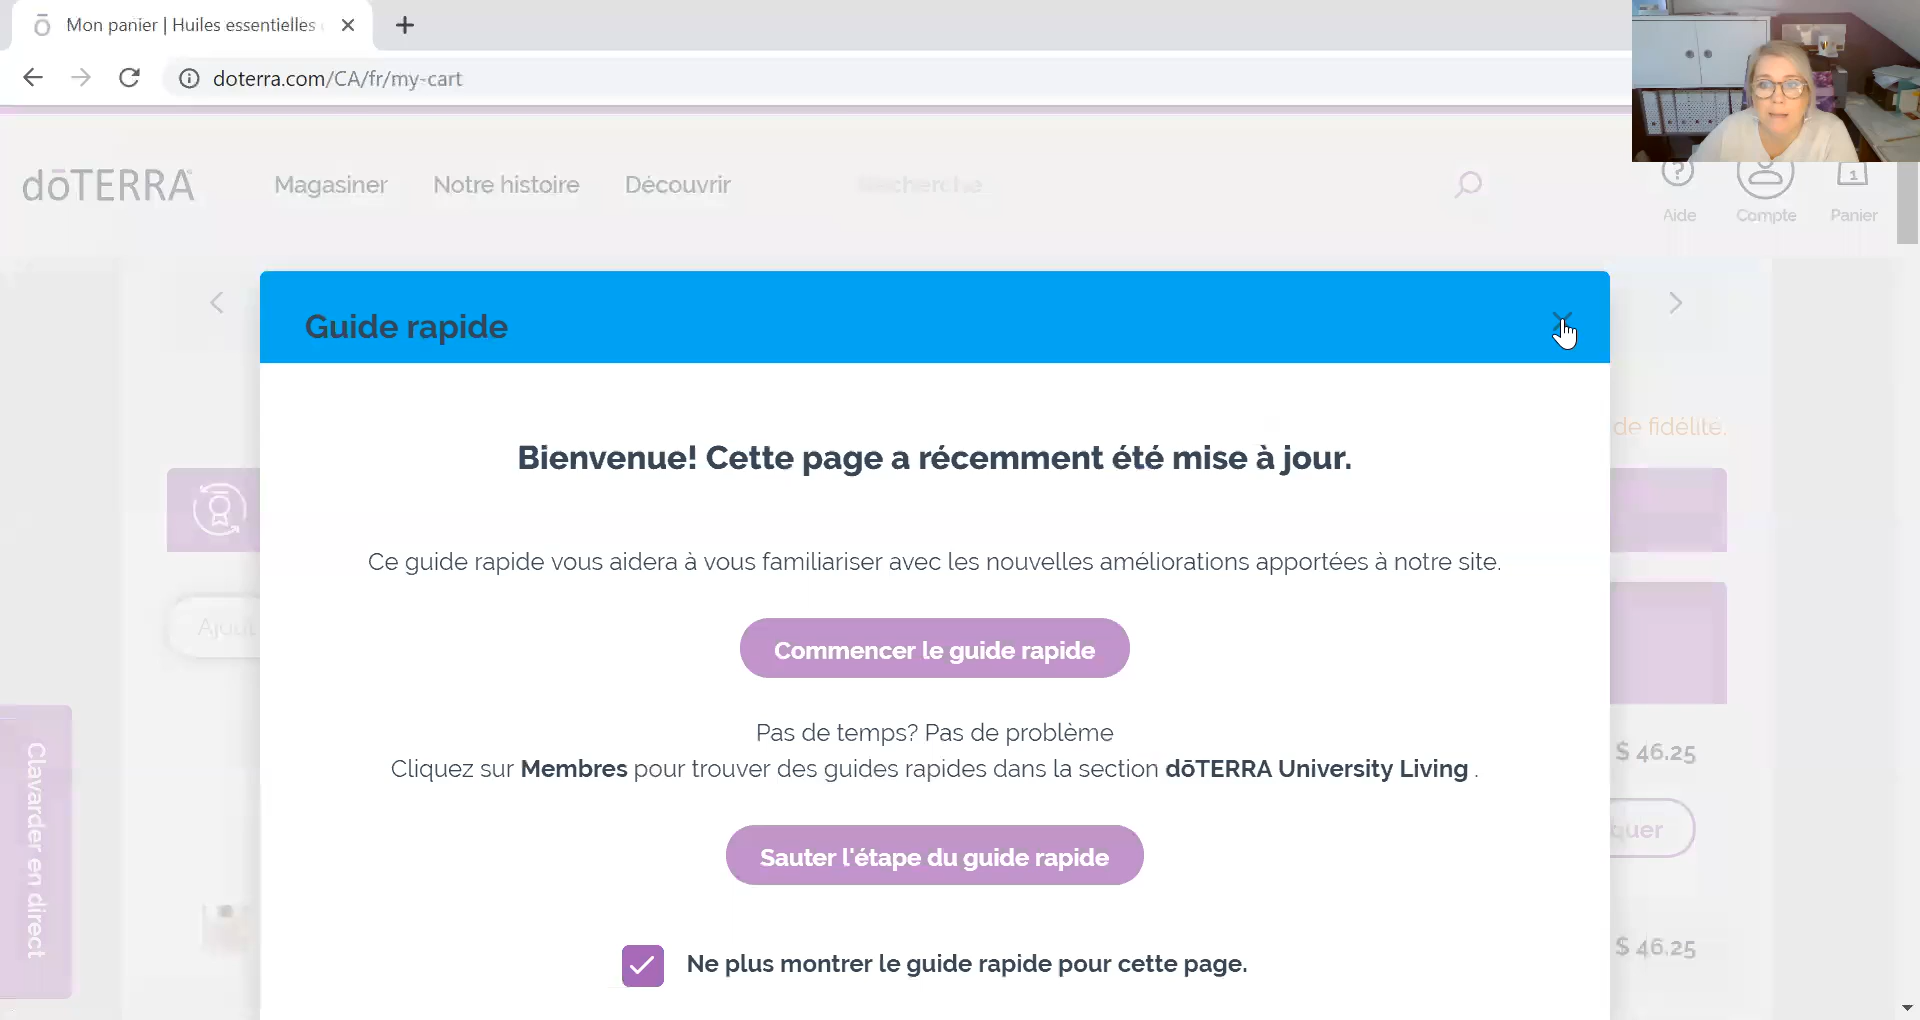 Mon panier | Huiles essentielles
doterra.com/CA/fr/my-cart
dōTERRA
Magasiner
Notre histoire
Découvrir
Recherche
Aide
Compte
1
Panier
Guide rapide
de fidélité.
Bienvenue! Cette page a récemment été mise à jour.
Ce guide rapide vous aidera à vous familiariser avec les nouvelles améliorations apportées à notre site.
Ajout
Commencer le guide rapide
Pas de temps? Pas de problème
Cliquez sur Membres pour trouver des guides rapides dans la section dōTERRA University Living .
$ 46.25
quer
Sauter l'étape du guide rapide
Clavarder en direct
$ 46.25
Ne plus montrer le guide rapide pour cette page.